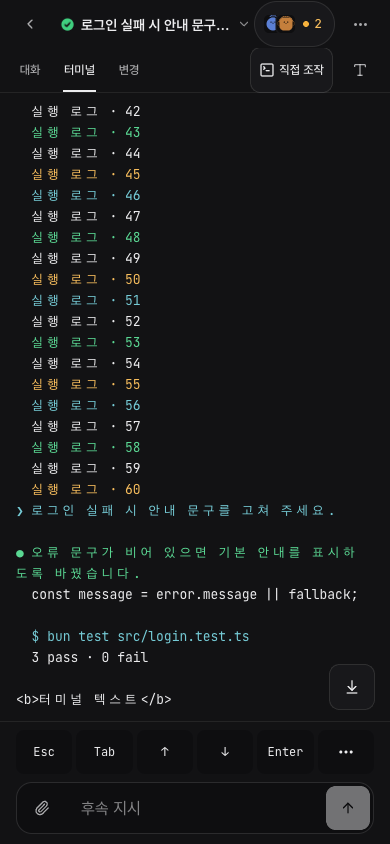 로그인 실패 시 안내 문구... 2
대화 터미널 변경 직접 조작
실행 로그 · 42
실행 로그 · 43
실행 로그 · 44
실행 로그 · 45
실행 로그 · 46
실행 로그 · 47
실행 로그 · 48
실행 로그 · 49
실행 로그 · 50
실행 로그 · 51
실행 로그 · 52
실행 로그 · 53
실행 로그 · 54
실행 로그 · 55
실행 로그 · 56
실행 로그 · 57
실행 로그 · 58
실행 로그 · 59
실행 로그 · 60
❯ 로그인 실패 시 안내 문구를 고쳐 주세요.
● 오류 문구가 비어 있으면 기본 안내를 표시하
도록 바꿨습니다.
const message = error.message || fallback;
$ bun test src/login.test.ts
3 pass · 0 fail
<b>터미널 텍스트</b>
Esc Tab ↑ ↓ Enter •••
후속 지시